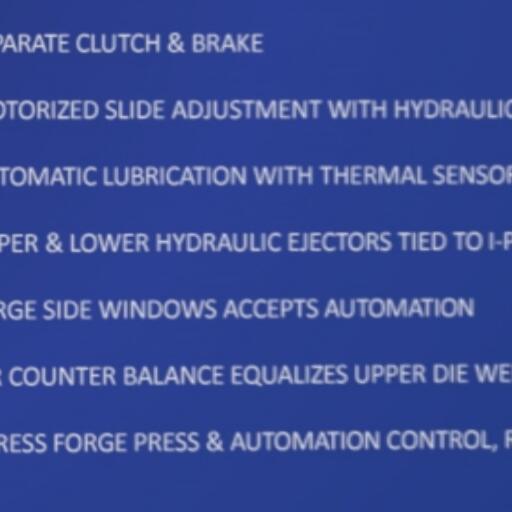 PARATE CLUTCH & BRAKE
OTORIZED SLIDE ADJUSTMENT WITH HYDRAULIC
TOMATIC LUBRICATION WITH THERMAL SENSOR
PER & LOWER HYDRAULIC EJECTORS TIED TO I-P
RGE SIDE WINDOWS ACCEPTS AUTOMATION
R COUNTER BALANCE EQUALIZES UPPER DIE WE
RESS FORGE PRESS & AUTOMATION CONTROL, F